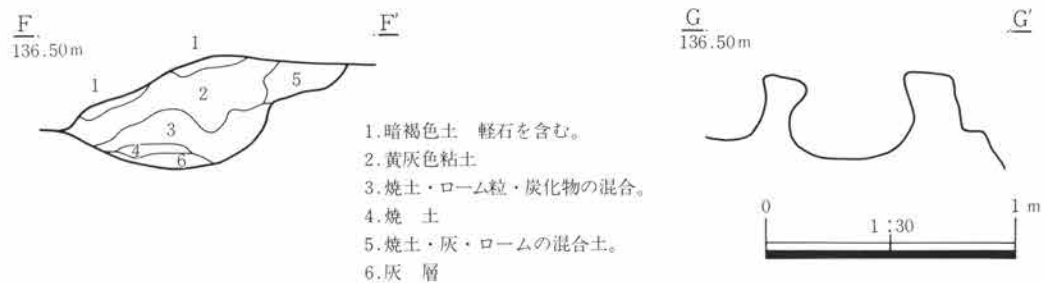 F
F'
136.50m
1
1
2
5
3
4
6
1.暗褐色土 軽石を含む。
2.黄灰色粘土
3.焼土・ローム粒・炭化物の混合。
4.焼 土
5.焼土・灰・ロームの混合土。
6.灰 層
G
G'
136.50m
0
1:30
1 m